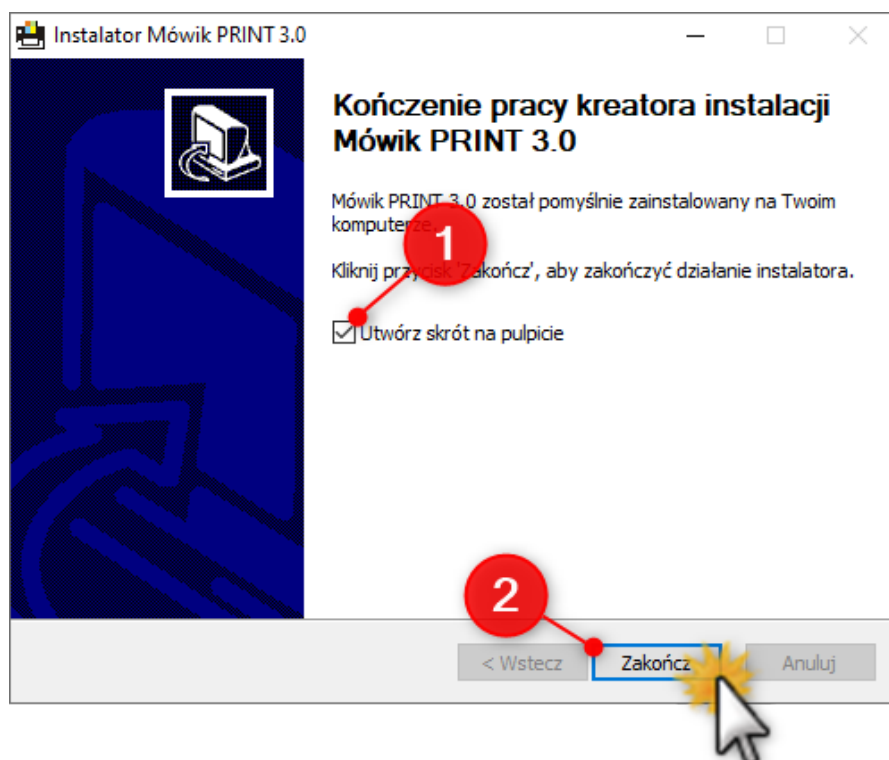 Instalator Mówik PRINT 3.0
Kończenie pracy kreatora instalacji
Mówik PRINT 3.0
Mówik PRINT 3.0 został pomyślnie zainstalowany na Twoim
komputerze.
1
Kliknij przycisk 'Zakończ', aby zakończyć działanie instalatora.
Utwórz skrót na pulpicie
2
< Wstecz
Zakończ
Anuluj